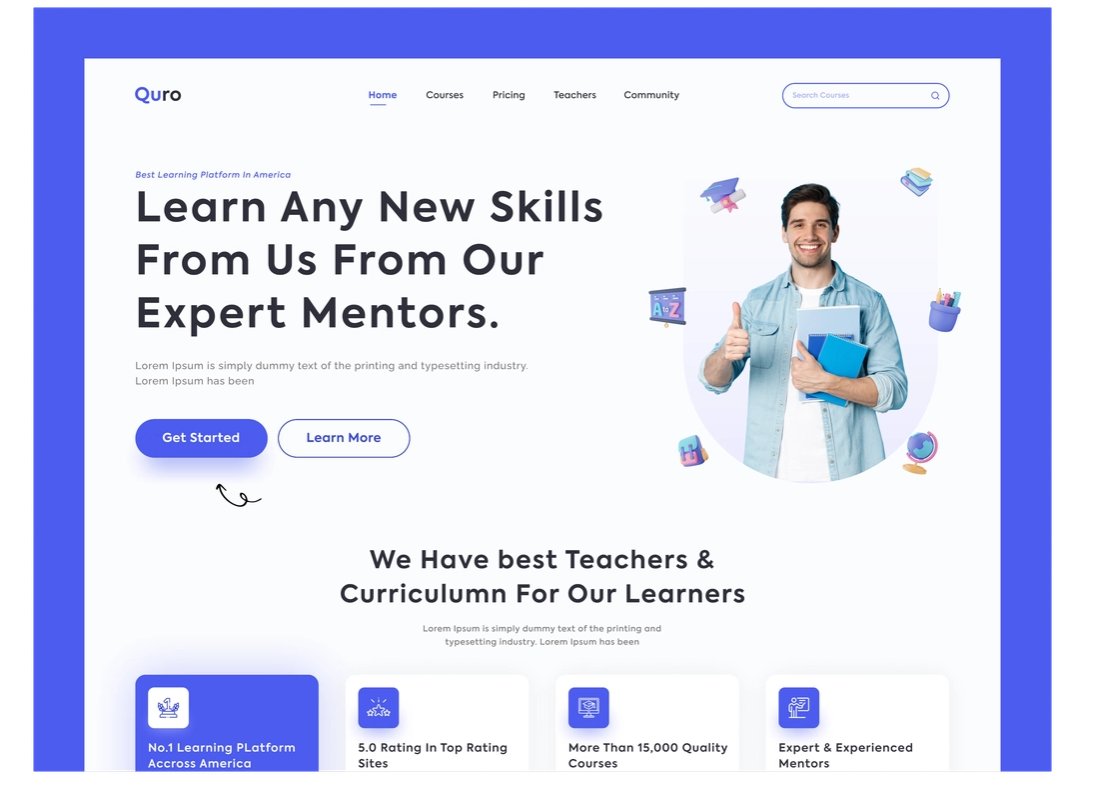 Quro
Home Courses Pricing Teachers Community
Search Courses
Best Learning Platform In America
Learn Any New Skills
From Us From Our
Expert Mentors.
Lorem Ipsum is simply dummy text of the printing and typesetting industry.
Lorem Ipsum has been
Get Started Learn More
A to Z
We Have best Teachers &
Curriculumn For Our Learners
Lorem Ipsum is simply dummy text of the printing and
typesetting industry. Lorem Ipsum has been
1
No.1 Learning PLatform
Accross America
5.0 Rating In Top Rating
Sites
More Than 15,000 Quality
Courses
Expert & Experienced
Mentors